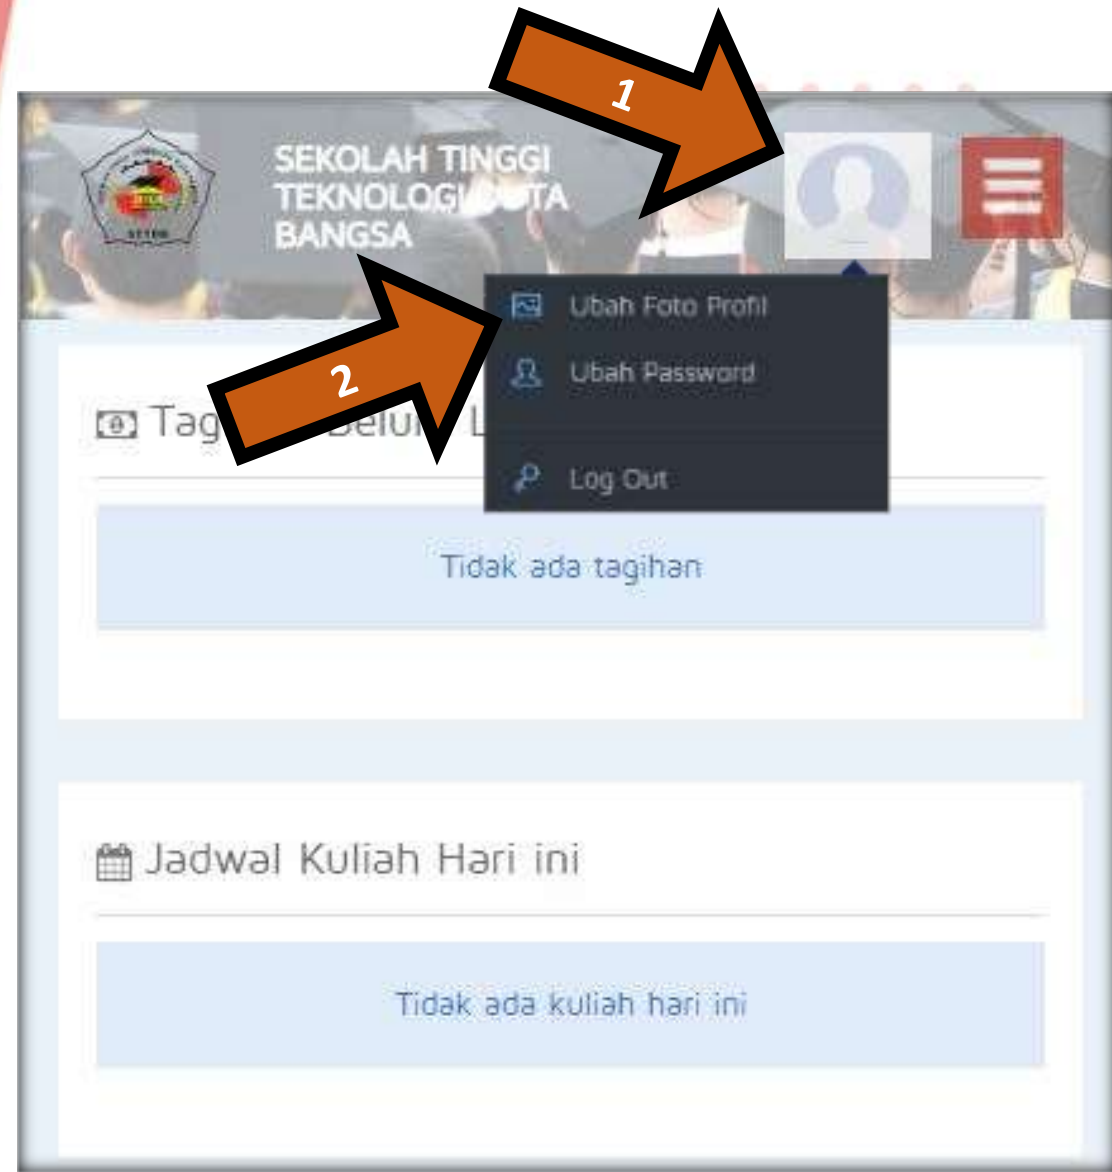 1
SEKOLAH TINGGI
TEKNOLOGI
BANGSA
Ubah Foto Profil
2
Ubah Password
Tag Belu L
Log Out
Tidak ada tagihan
Jadwal Kuliah Hari ini
Tidak ada kuliah hari ini